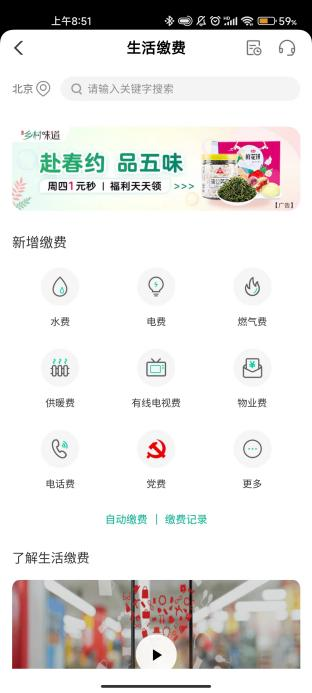 上午8:51
59%
生活缴费
北京
请输入关键字搜索
乡村味道
赴春约 品五味
周四1元秒 | 福利天天领 >>>
【广告】
新增缴费
水费 电费 燃气费
供暖费 有线电视费 物业费
电话费 党费 更多
自动缴费 | 缴费记录
了解生活缴费